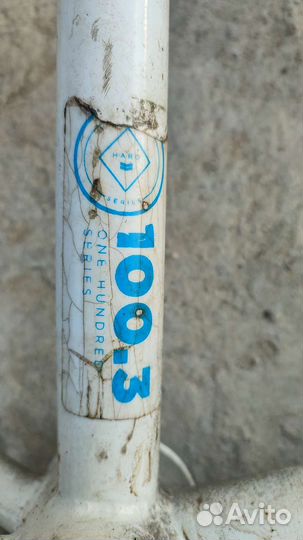 HARO
SERIES
100.3
ONE HUNDRED
SERIES
Avito